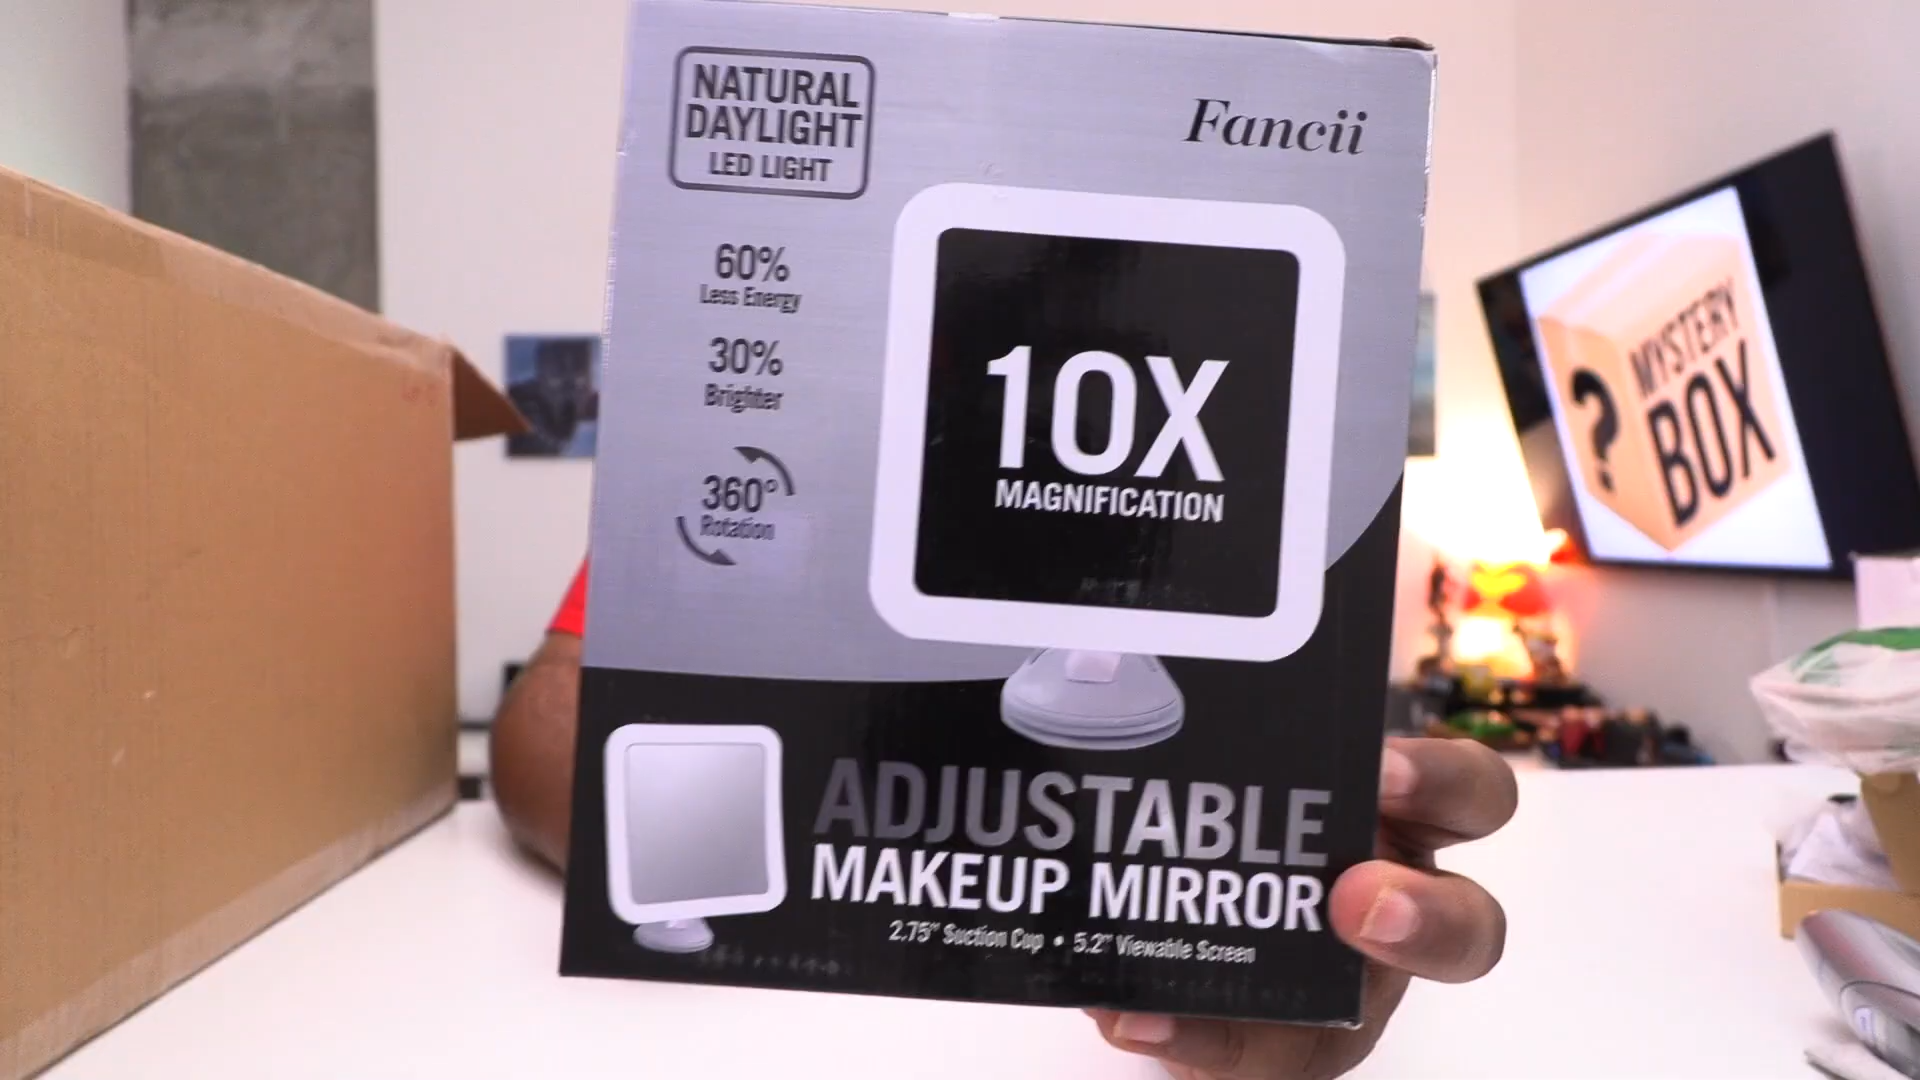 NATURAL
DAYLIGHT
LED LIGHT
Fancii
60%
Less Energy
30%
Brighter
360°
Rotation
10X
MAGNIFICATION
ADJUSTABLE
MAKEUP MIRROR
2.75" Suction Cup • 5.2" Viewable Screen
?
MYSTERY
BOX